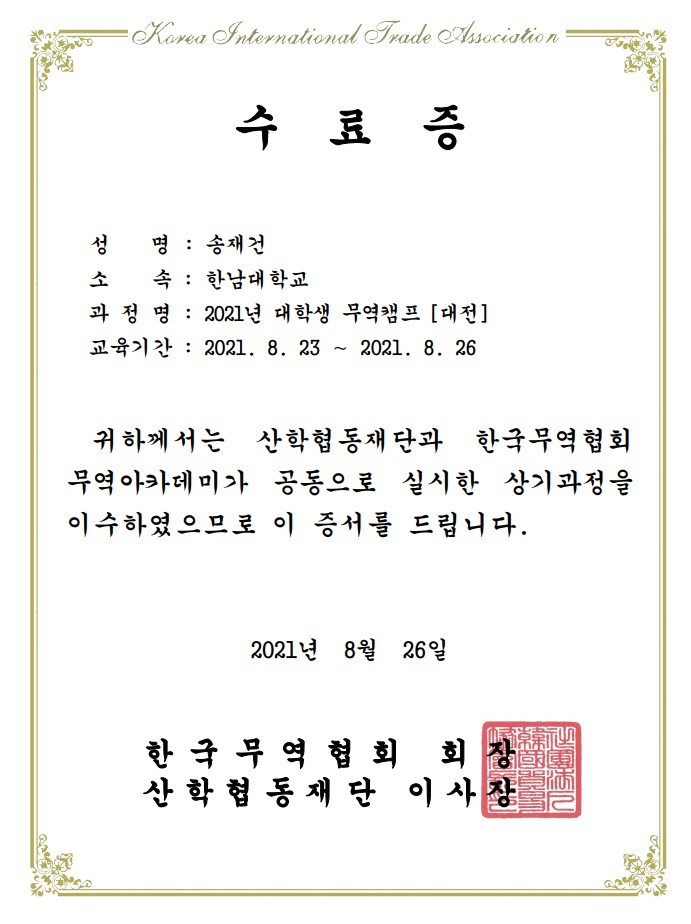 Korea International Trade Association
수 료 증
성 명 : 송재건
소 속 : 한남대학교
과 정 명 : 2021년 대학생 무역캠프 [대전]
교육기간 : 2021. 8. 23 ~ 2021. 8. 26
귀하께서는 산학협동재단과 한국무역협회
무역아카데미가 공동으로 실시한 상기과정을
이수하였으므로 이 증서를 드립니다.
2021년 8월 26일
한국무역협회 회 장
산학협동재단 이사장